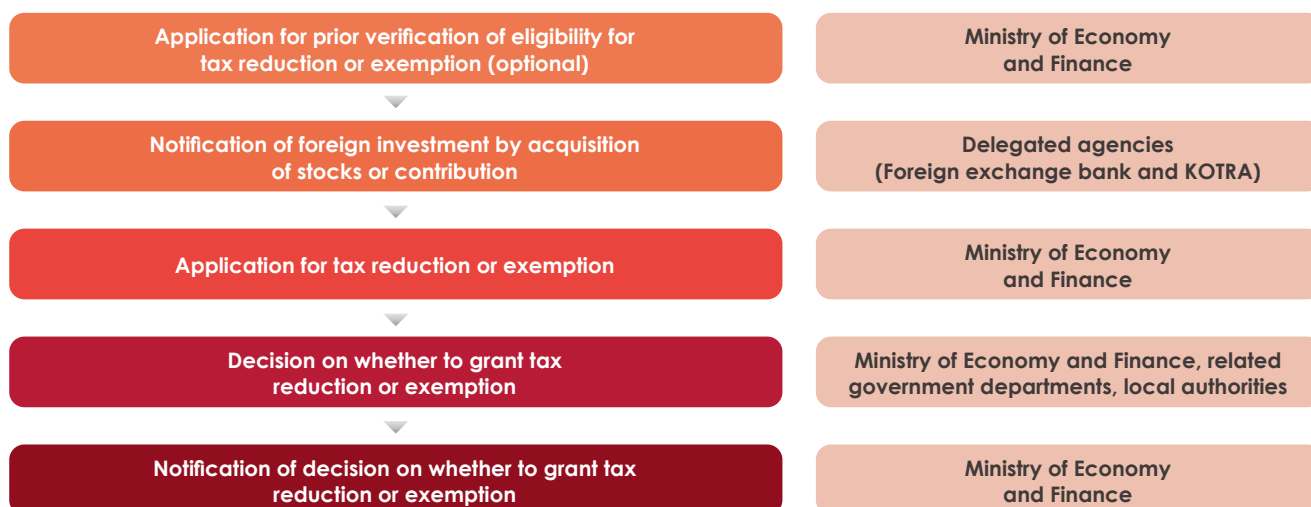 Application for prior verification of eligibility for
tax reduction or exemption (optional)
Ministry of Economy
and Finance
Notification of foreign investment by acquisition
of stocks or contribution
Delegated agencies
(Foreign exchange bank and KOTRA)
Application for tax reduction or exemption
Ministry of Economy
and Finance
Decision on whether to grant tax
reduction or exemption
Ministry of Economy and Finance, related
government departments, local authorities
Notification of decision on whether to grant tax
reduction or exemption
Ministry of Economy
and Finance